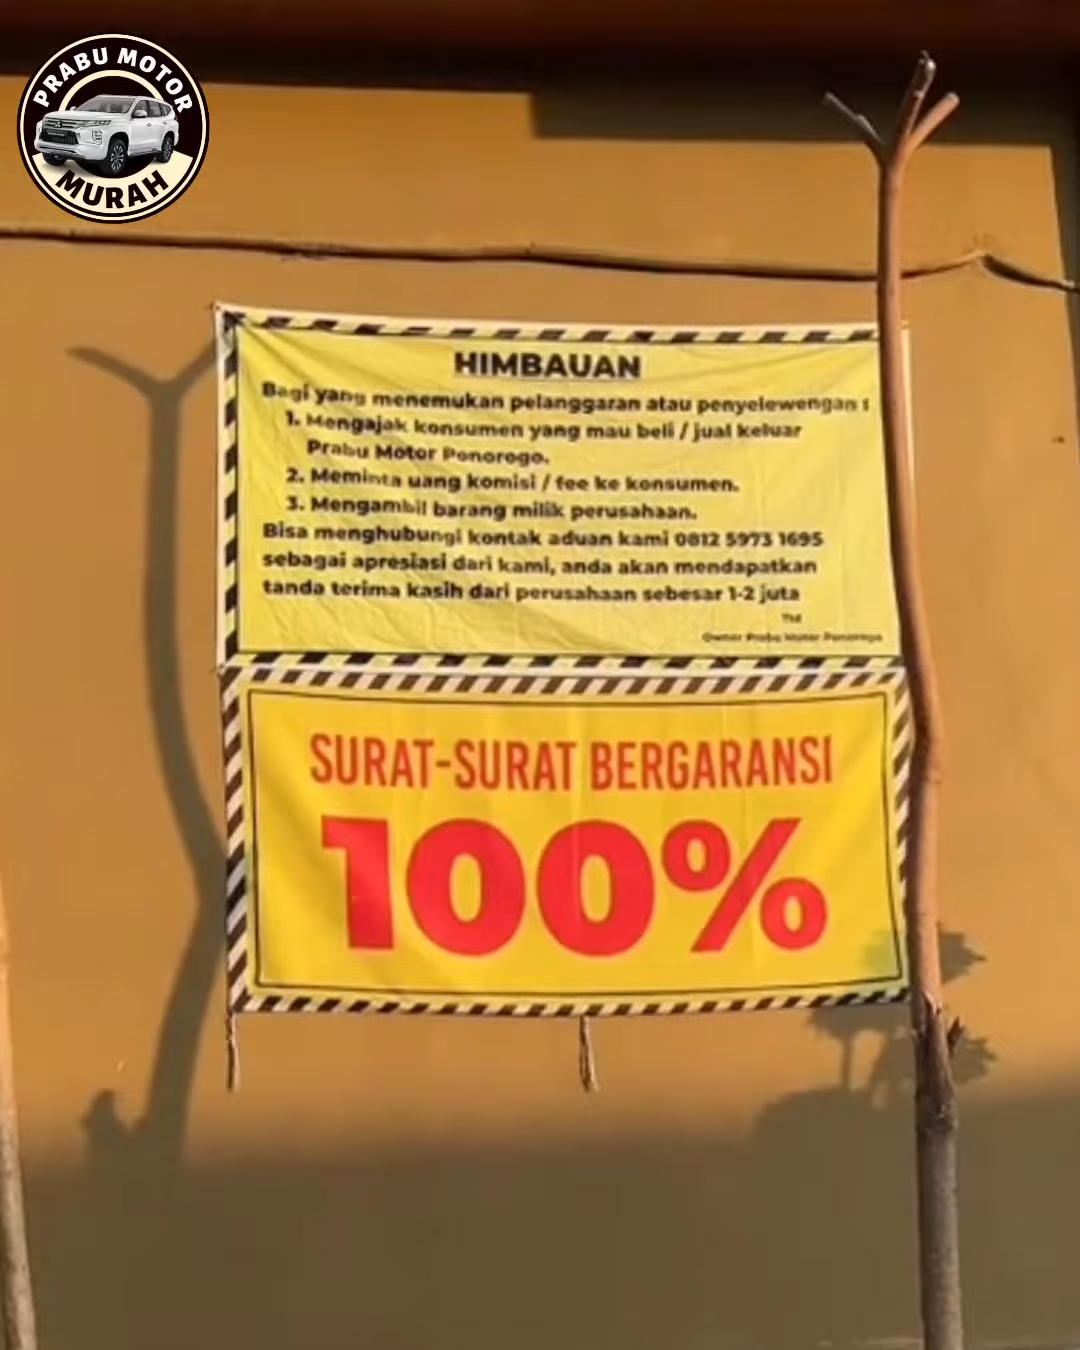 PRABU MOTOR
MURAH
HIMBAUAN
Bagi yang menemukan pelanggaran atau penyelewengan
1. Mengajak konsumen yang mau beli / jual keluar
Prabu Motor Ponorogo.
2. Meminta uang komisi / fee ke konsumen.
3. Mengambil barang milik perusahaan.
Bisa menghubungi kontak aduan kami 0812 5973 1695
sebagai apresiasi dari kami, anda akan mendapatkan
tanda terima kasih dari perusahaan sebesar 1-2 juta
Owner Prabu Motor Ponorogo
SURAT-SURAT BERGARANSI
100%